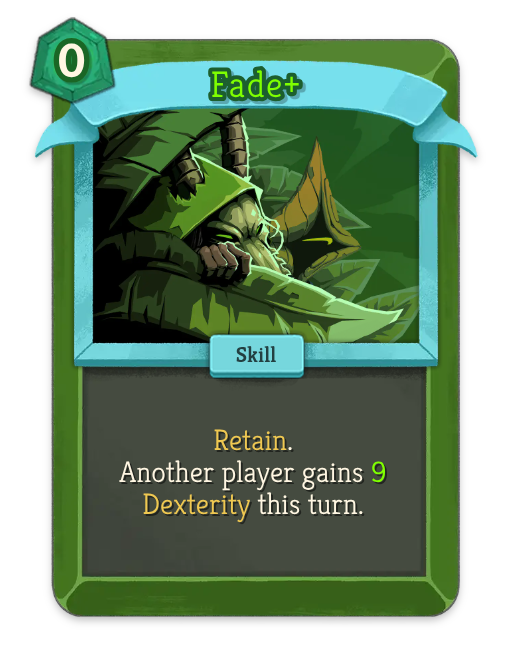 0
Fade+
Skill
Retain.
Another player gains 9
Dexterity this turn.